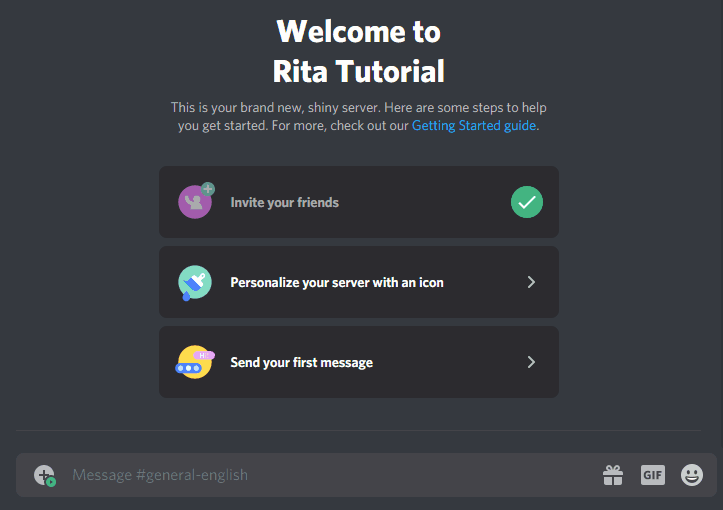 Welcome to
Rita Tutorial
This is your brand new, shiny server. Here are some steps to help
you get started. For more, check out our Getting Started guide.
Invite your friends
Personalize your server with an icon
Hi!
Send your first message
Message #general-english
GIF